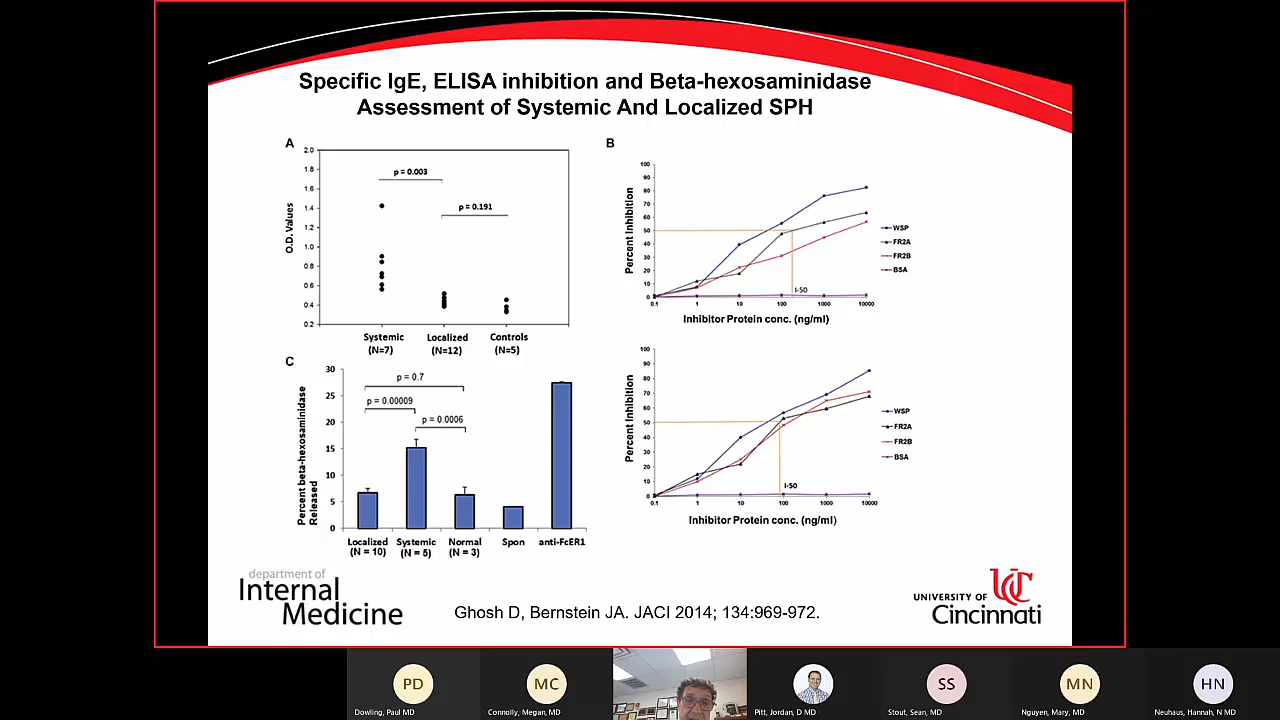 Specific IgE, ELISA inhibition and Beta-hexosaminidase
Assessment of Systemic And Localized SPH
A
2.0
1.8
1.6
1.4
1.2
1.0
0.8
0.6
0.4
0.2
O.D. Values
p = 0.003
p = 0.191
Systemic
(N=7)
Localized
(N=12)
Controls
(N=5)
B
100
90
80
70
60
50
40
30
20
10
0
Percent Inhibition
I-50
0.1 1 10 100 1000 10000
Inhibitor Protein conc. (ng/ml)
WSP
FR2A
FR2B
BSA
C
30
25
20
15
10
5
0
Percent beta-hexosaminidase
Released
p = 0.7
p = 0.00009
p = 0.0006
Localized
(N = 10)
Systemic
(N = 5)
Normal
(N = 3)
Spon
anti-FcER1
100
90
80
70
60
50
40
30
20
10
0
Percent Inhibition
I-50
0.1 1 10 100 1000 10000
Inhibitor Protein conc. (ng/ml)
WSP
FR2A
FR2B
BSA
department of
Internal
Medicine
Ghosh D, Bernstein JA. JACI 2014; 134:969-972.
UC
UNIVERSITY OF
Cincinnati
PD
Dowling, Paul MD
MC
Connolly, Megan, MD
Pitt, Jordan, D MD
SS
Stout, Sean, MD
MN
Nguyen, Mary, MD
HN
Neuhaus, Hannah, N MD